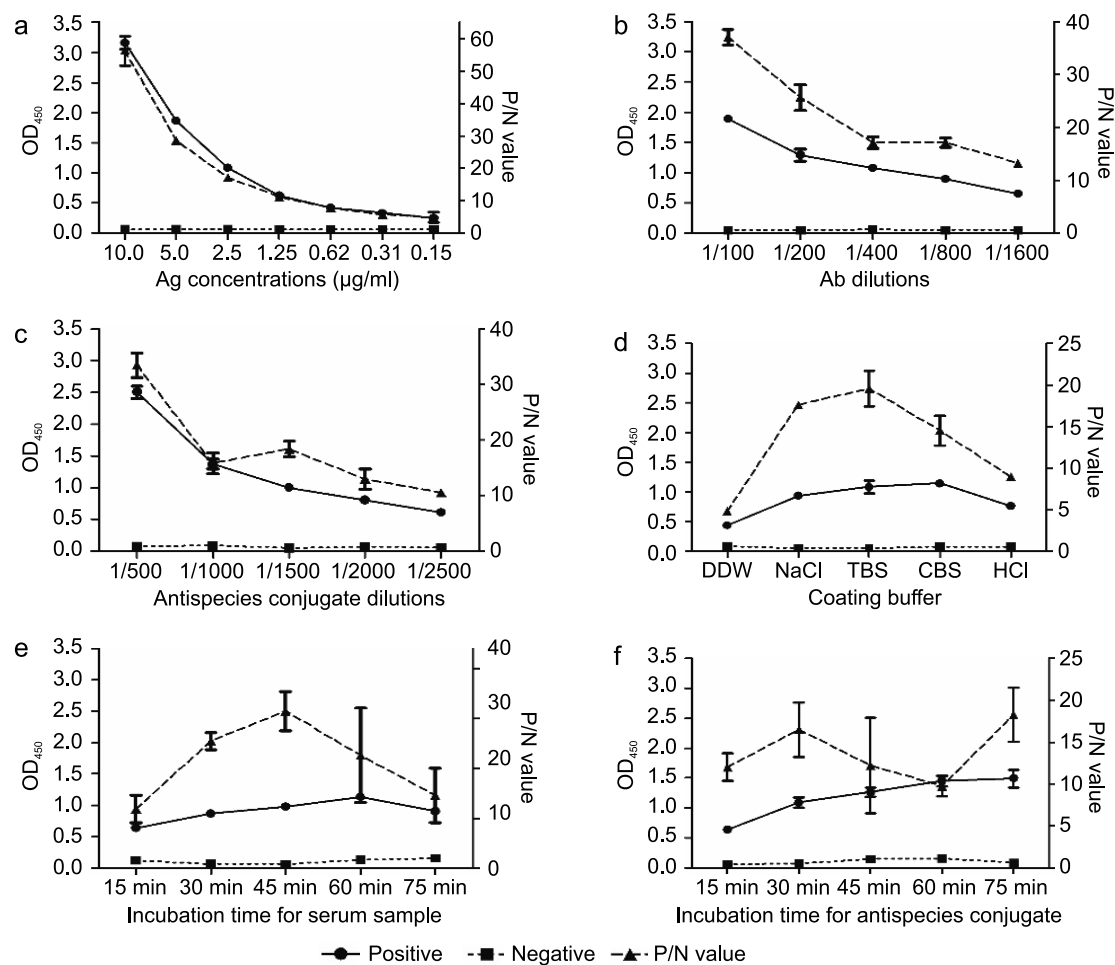 a
3.5
3.0
2.5
2.0
1.5
1.0
0.5
0.0
OD450
60
50
40
30
20
10
0
P/N value
10.0 5.0 2.5 1.25 0.62 0.31 0.15
Ag concentrations (µg/ml)
b
3.5
3.0
2.5
2.0
1.5
1.0
0.5
0.0
OD450
40
30
20
10
0
P/N value
1/100 1/200 1/400 1/800 1/1600
Ab dilutions
c
3.5
3.0
2.5
2.0
1.5
1.0
0.5
0.0
OD450
40
30
20
10
0
P/N value
1/500 1/1000 1/1500 1/2000 1/2500
Antispecies conjugate dilutions
d
3.5
3.0
2.5
2.0
1.5
1.0
0.5
0.0
OD450
25
20
15
10
5
0
P/N value
DDW NaCl TBS CBS HCl
Coating buffer
e
3.5
3.0
2.5
2.0
1.5
1.0
0.5
0.0
OD450
40
30
20
10
0
P/N value
15 min 30 min 45 min 60 min 75 min
Incubation time for serum sample
f
3.5
3.0
2.5
2.0
1.5
1.0
0.5
0.0
OD450
25
20
15
10
5
0
P/N value
15 min 30 min 45 min 60 min 75 min
Incubation time for antispecies conjugate
Positive Negative P/N value